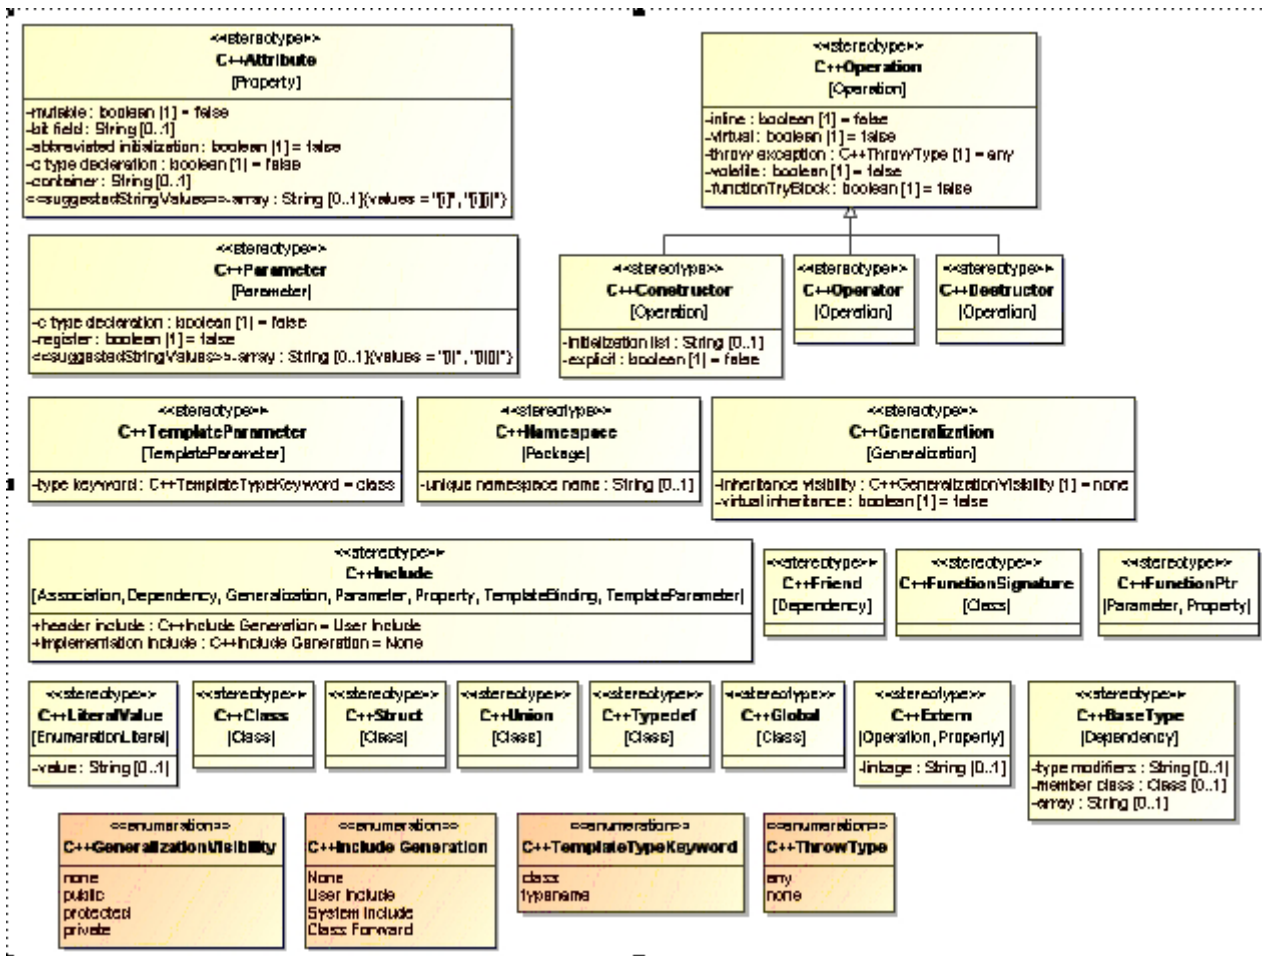 <<stereotype>>
C++Attribute
[Property]
-mutable : boolean [1] = false
-bit field : String [0..1]
-abbreviated initialization : boolean [1] = false
-c type declaration : boolean [1] = false
-container : String [0..1]
<<suggestedStringValues>>-array : String [0..1]{values = "[]", "[][]"}
<<stereotype>>
C++Operation
[Operation]
-inline : boolean [1] = false
-virtual : boolean [1] = false
-throw exception : C++ThrowType [1] = any
-volatile : boolean [1] = false
-functionTryBlock : boolean [1] = false
<<stereotype>>
C++Parameter
[Parameter]
-c type declaration : boolean [1] = false
-register : boolean [1] = false
<<suggestedStringValues>>-array : String [0..1]{values = "[]", "[][]"}
<<stereotype>>
C++Constructor
[Operation]
-initialization list : String [0..1]
-explicit : boolean [1] = false
<<stereotype>>
C++Operator
[Operation]
<<stereotype>>
C++Destructor
[Operation]
<<stereotype>>
C++TemplateParameter
[TemplateParameter]
-type keyword : C++TemplateTypeKeyword = class
<<stereotype>>
C++Namespace
[Package]
-unique namespace name : String [0..1]
<<stereotype>>
C++Generalization
[Generalization]
-inheritance visibility : C++GeneralizationVisibility [1] = none
-virtual inheritance : boolean [1] = false
<<stereotype>>
C++Include
[Association, Dependency, Generalization, Parameter, Property, TemplateBinding, TemplateParameter]
+header include : C++Include Generation = User Include
+implementation include : C++Include Generation = None
<<stereotype>>
C++Friend
[Dependency]
<<stereotype>>
C++FunctionSignature
[Class]
<<stereotype>>
C++FunctionPtr
[Parameter, Property]
<<stereotype>>
C++LiteralValue
[EnumerationLiteral]
-value : String [0..1]
<<stereotype>>
C++Class
[Class]
<<stereotype>>
C++Struct
[Class]
<<stereotype>>
C++Union
[Class]
<<stereotype>>
C++Typedef
[Class]
<<stereotype>>
C++Global
[Class]
<<stereotype>>
C++Extern
[Operation, Property]
-linkage : String [0..1]
<<stereotype>>
C++BaseType
[Dependency]
-type modifiers : String [0..1]
-member class : Class [0..1]
-array : String [0..1]
<<enumeration>>
C++GeneralizationVisibility
none
public
protected
private
<<enumeration>>
C++Include Generation
None
User Include
System Include
Class Forward
<<enumeration>>
C++TemplateTypeKeyword
class
typename
<<enumeration>>
C++ThrowType
any
none